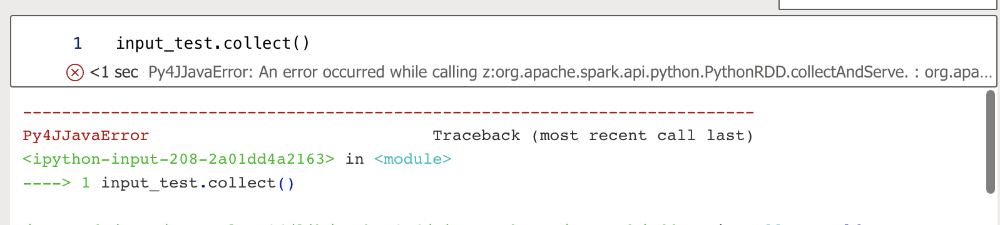 1 input_test.collect()
<1 sec Py4JJavaError: An error occurred while calling z:org.apache.spark.api.python.PythonRDD.collectAndServe. : org.apa...
---------------------------------------------------------------------------
Py4JJavaError Traceback (most recent call last)
<ipython-input-208-2a01dd4a2163> in <module>
----> 1 input_test.collect()